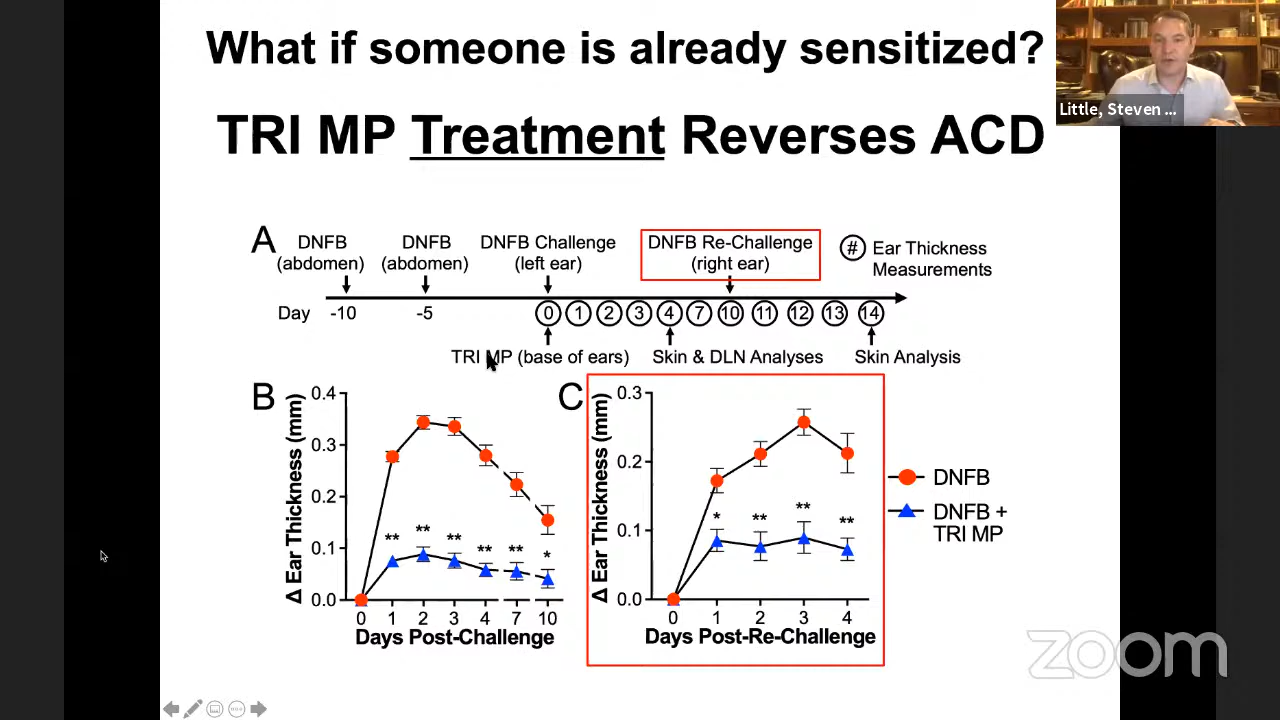 What if someone is already sensitized?
TRI MP Treatment Reverses ACD
Little, Steven ...
A
DNFB
(abdomen)
DNFB
(abdomen)
DNFB Challenge
(left ear)
DNFB Re-Challenge
(right ear)
# Ear Thickness
Measurements
Day -10 -5 0 1 2 3 4 7 10 11 12 13 14
TRI MP (base of ears) Skin & DLN Analyses Skin Analysis
B
Δ Ear Thickness (mm)
0.4
0.3
0.2
0.1
0.0
** ** ** ** ** *
0 1 2 3 4 7 10
Days Post-Challenge
C
Δ Ear Thickness (mm)
0.3
0.2
0.1
0.0
* ** ** **
0 1 2 3 4
Days Post-Re-Challenge
DNFB
DNFB +
TRI MP
zoom